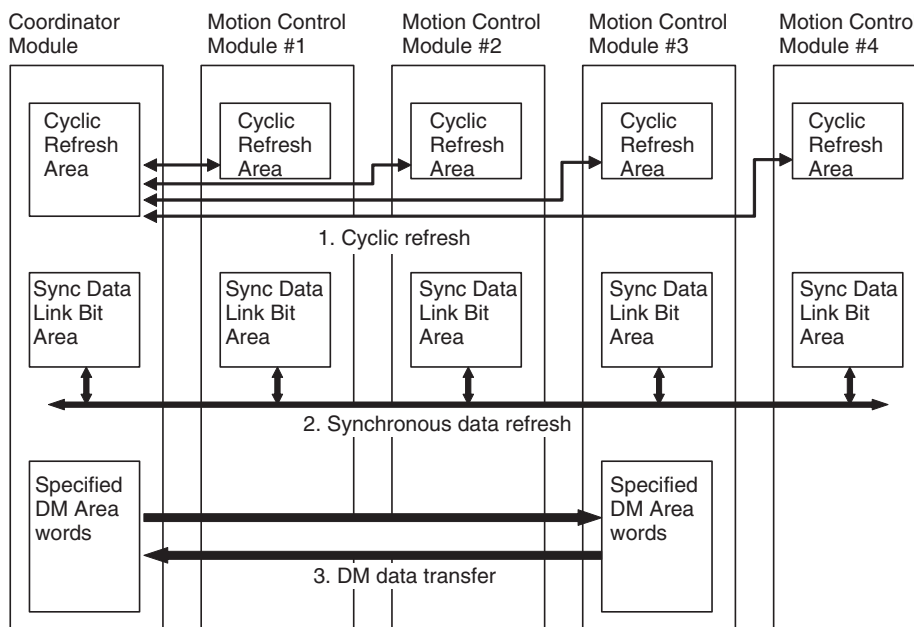 Coordinator
Module
Motion Control
Module #1
Motion Control
Module #2
Motion Control
Module #3
Motion Control
Module #4
Cyclic
Refresh
Area
Cyclic
Refresh
Area
Cyclic
Refresh
Area
Cyclic
Refresh
Area
Cyclic
Refresh
Area
1. Cyclic refresh
Sync Data
Link Bit
Area
Sync Data
Link Bit
Area
Sync Data
Link Bit
Area
Sync Data
Link Bit
Area
Sync Data
Link Bit
Area
2. Synchronous data refresh
Specified
DM Area
words
Specified
DM Area
words
3. DM data transfer